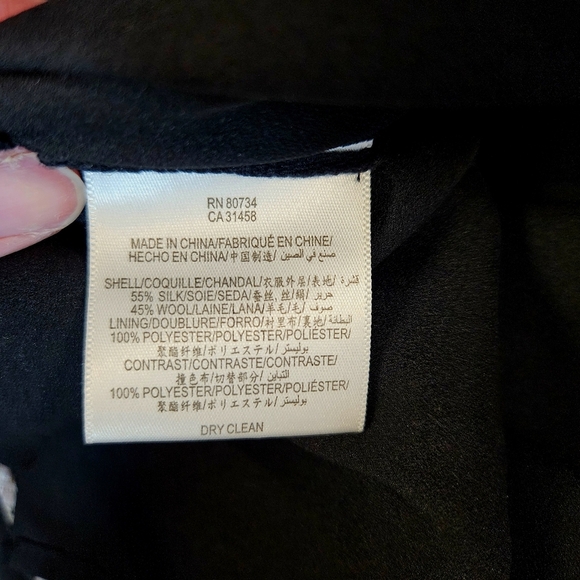 RN 80734
CA 31458
MADE IN CHINA/FABRIQUÉ EN CHINE/
HECHO EN CHINA/中国制造/ صنع في الصين
SHELL/COQUILLE/CHANDAL/衣服外层/表地/ قشرة
55% SILK/SOIE/SEDA/蚕丝, 丝/絹/ حرير
45% WOOL/LAINE/LANA/羊毛/毛/ صوف
LINING/DOUBLURE/FORRO/衬里布/裏地/ البطانة
100% POLYESTER/POLYESTER/POLIÉSTER/
聚酯纤维/ポリエステル/ بوليستر
CONTRAST/CONTRASTE/CONTRASTE/
撞色布/切替部分/ التباين
100% POLYESTER/POLYESTER/POLIÉSTER/
聚酯纤维/ポリエステル/ بوليستر
DRY CLEAN